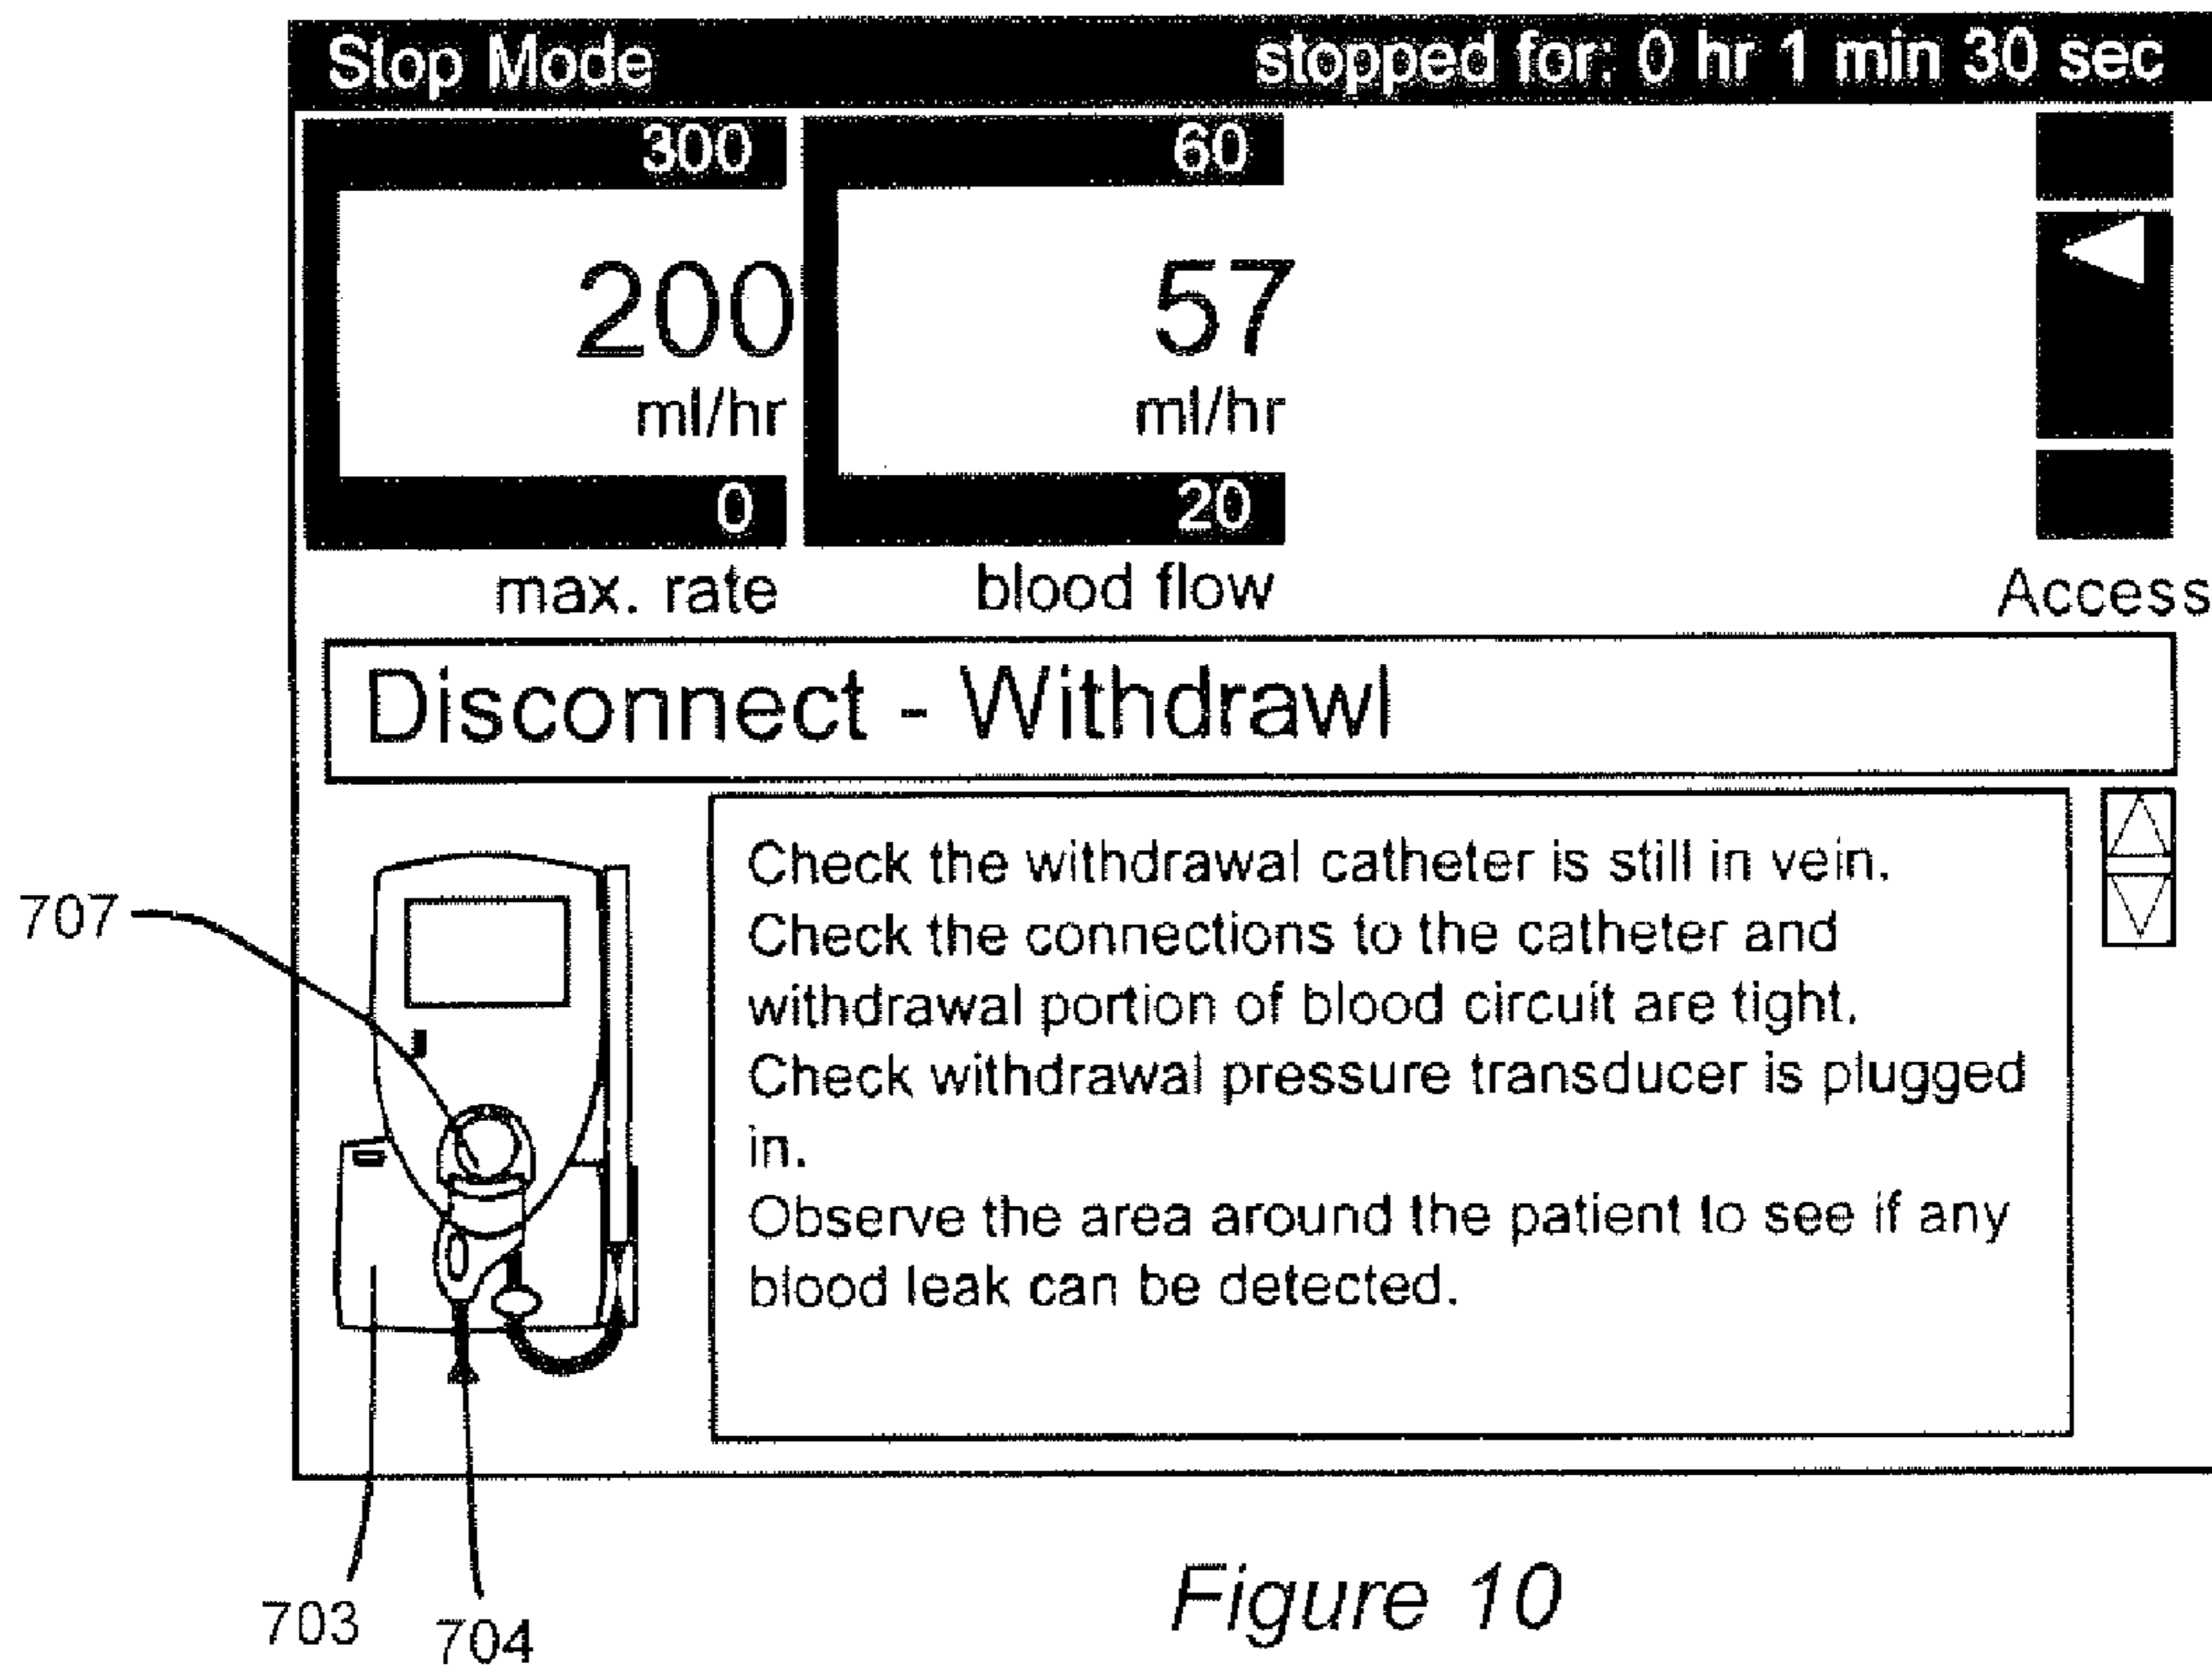 Stop Mode stopped for: 0 hr 1 min 30 sec
300 60
200 57
ml/hr ml/hr
0 20
max. rate blood flow Access
Disconnect - Withdrawl
Check the withdrawal catheter is still in vein.
Check the connections to the catheter and
withdrawal portion of blood circuit are tight.
Check withdrawal pressure transducer is plugged
in.
Observe the area around the patient to see if any
blood leak can be detected.
707
703 704
Figure 10